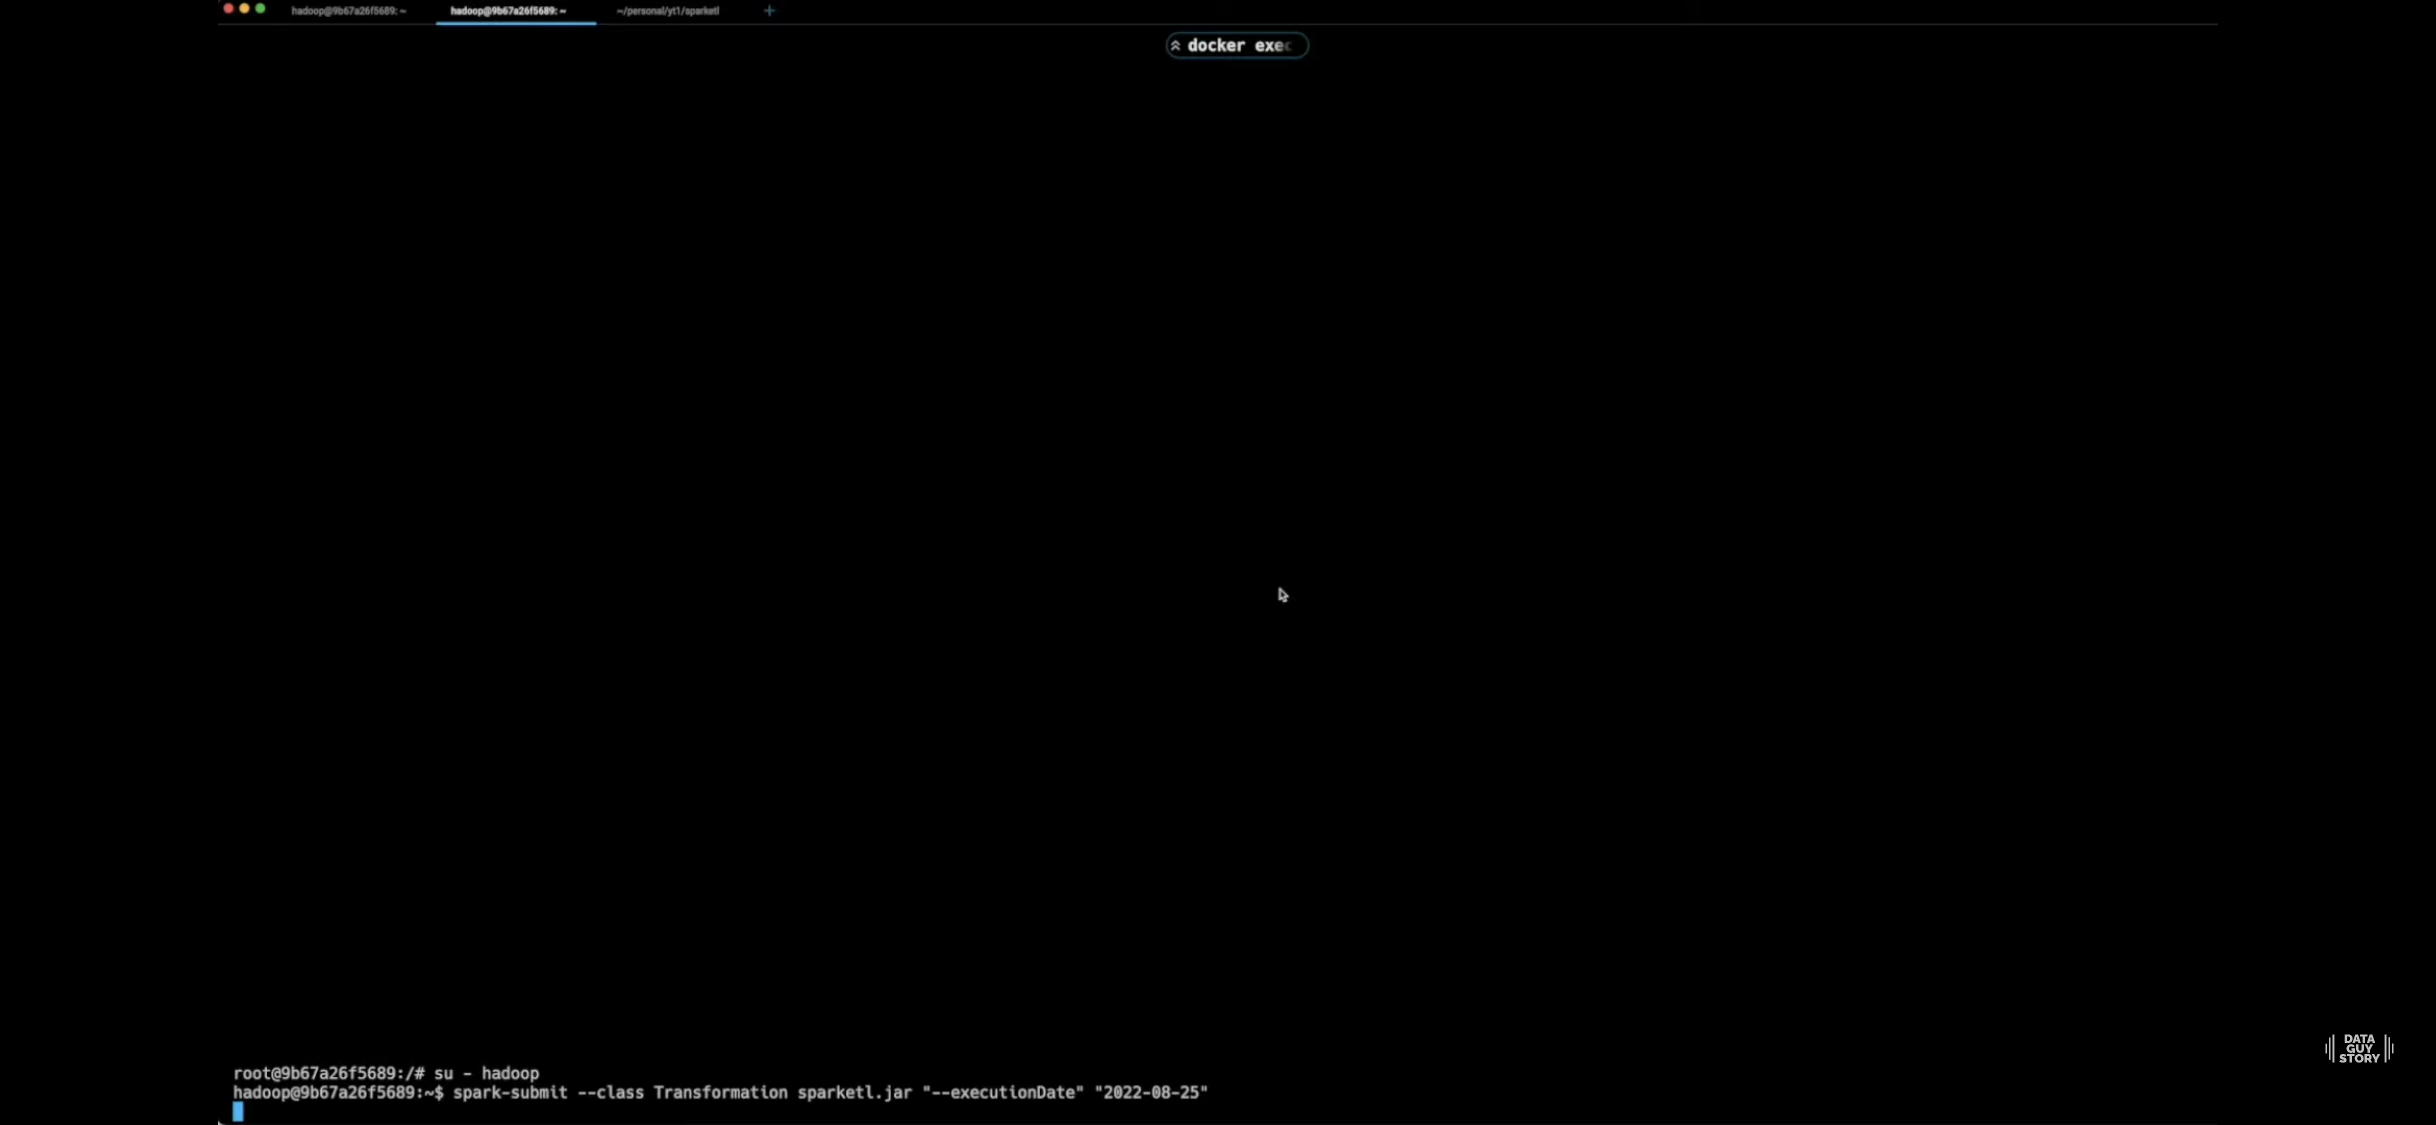 hadoop@9b67a26f5689: ~
hadoop@9b67a26f5689: ~
~/personal/yt1/sparketl
+
docker exec
root@9b67a26f5689:/# su - hadoop
hadoop@9b67a26f5689:~$ spark-submit --class Transformation sparketl.jar "--executionDate" "2022-08-25"
DATA
GUY
STORY